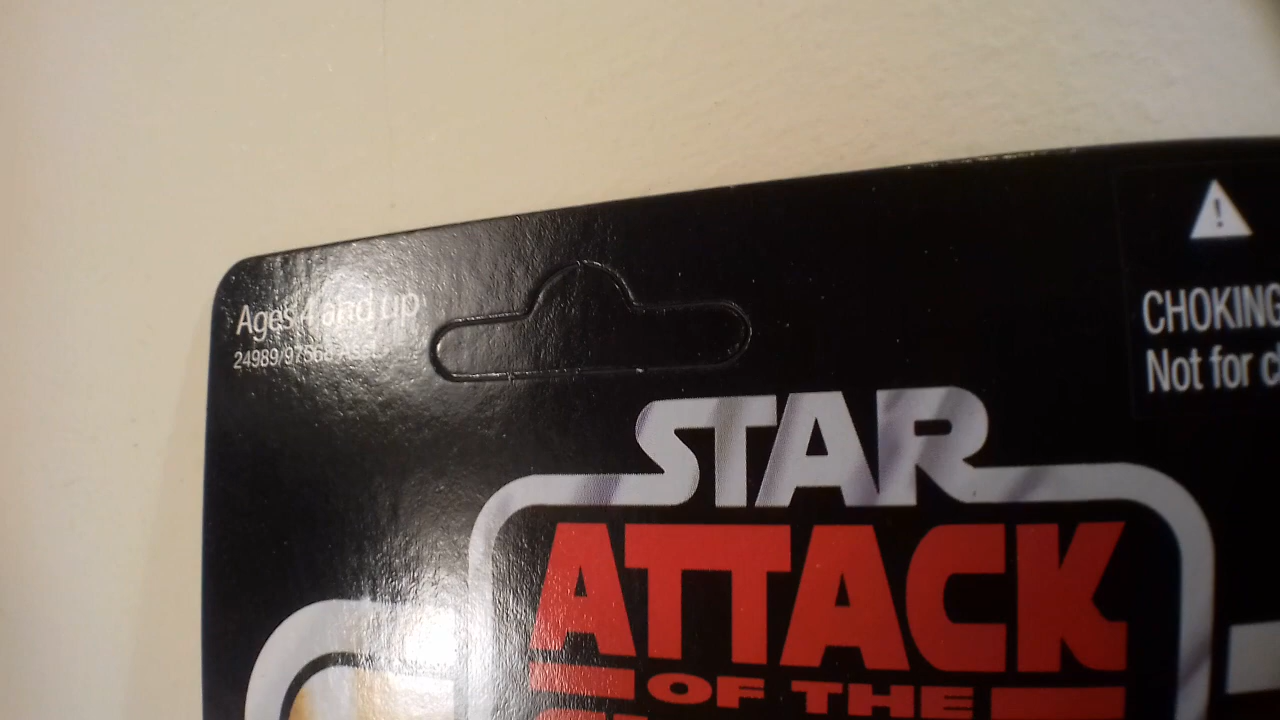 Ages 4 and up
24989/97568 Asst.
CHOKING
Not for
STAR
ATTACK
OF THE